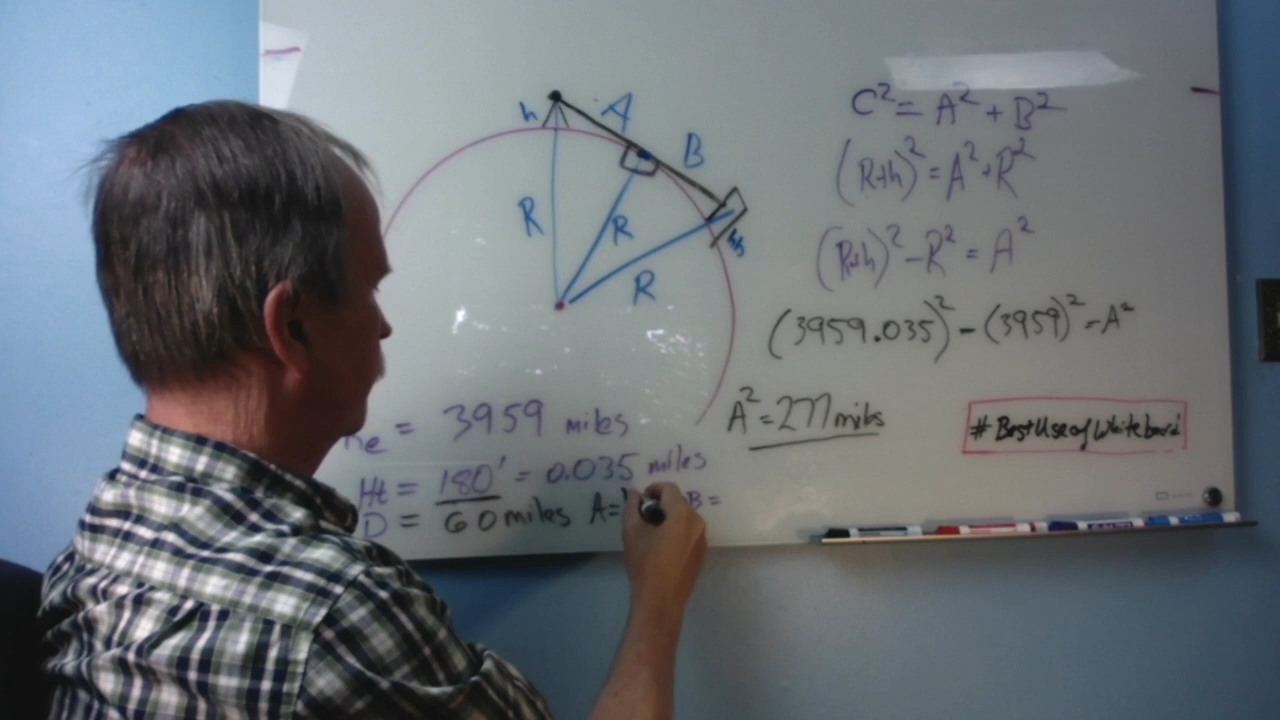 h A
B
R R
R
C² = A² + B²
(R+h)² = A² + R²
(R+h)² - R² = A²
(3959.035)² - (3959)² = A²
A² = 277 miles
#BestUseofWhiteboard
Re = 3959 miles
Ht = 180' = 0.035 miles
D = 60 miles A= B=